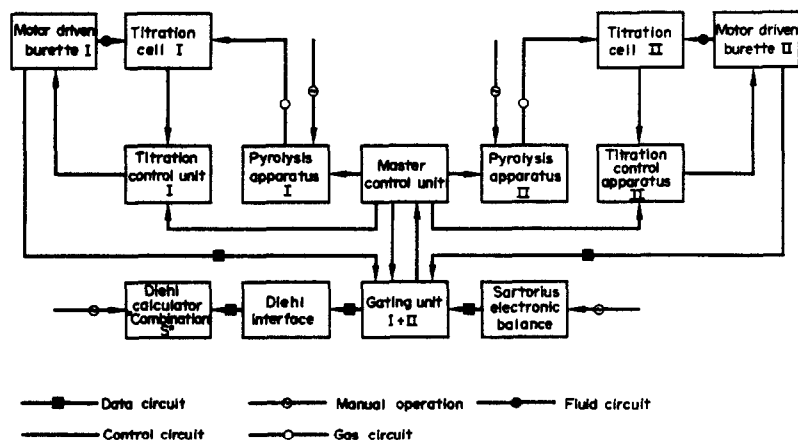 Motor driven
burette I
Titration
cell I
Titration
cell II
Motor driven
burette II
Titration
control unit
I
Pyrolysis
apparatus
I
Master
control unit
Pyrolysis
apparatus
II
Titration
control
apparatus
II
Diehl
calculator
Combination
S
Diehl
interface
Gating unit
I+II
Sartorius
electronic
balance
Data circuit
Manual operation
Fluid circuit
Control circuit
Gas circuit